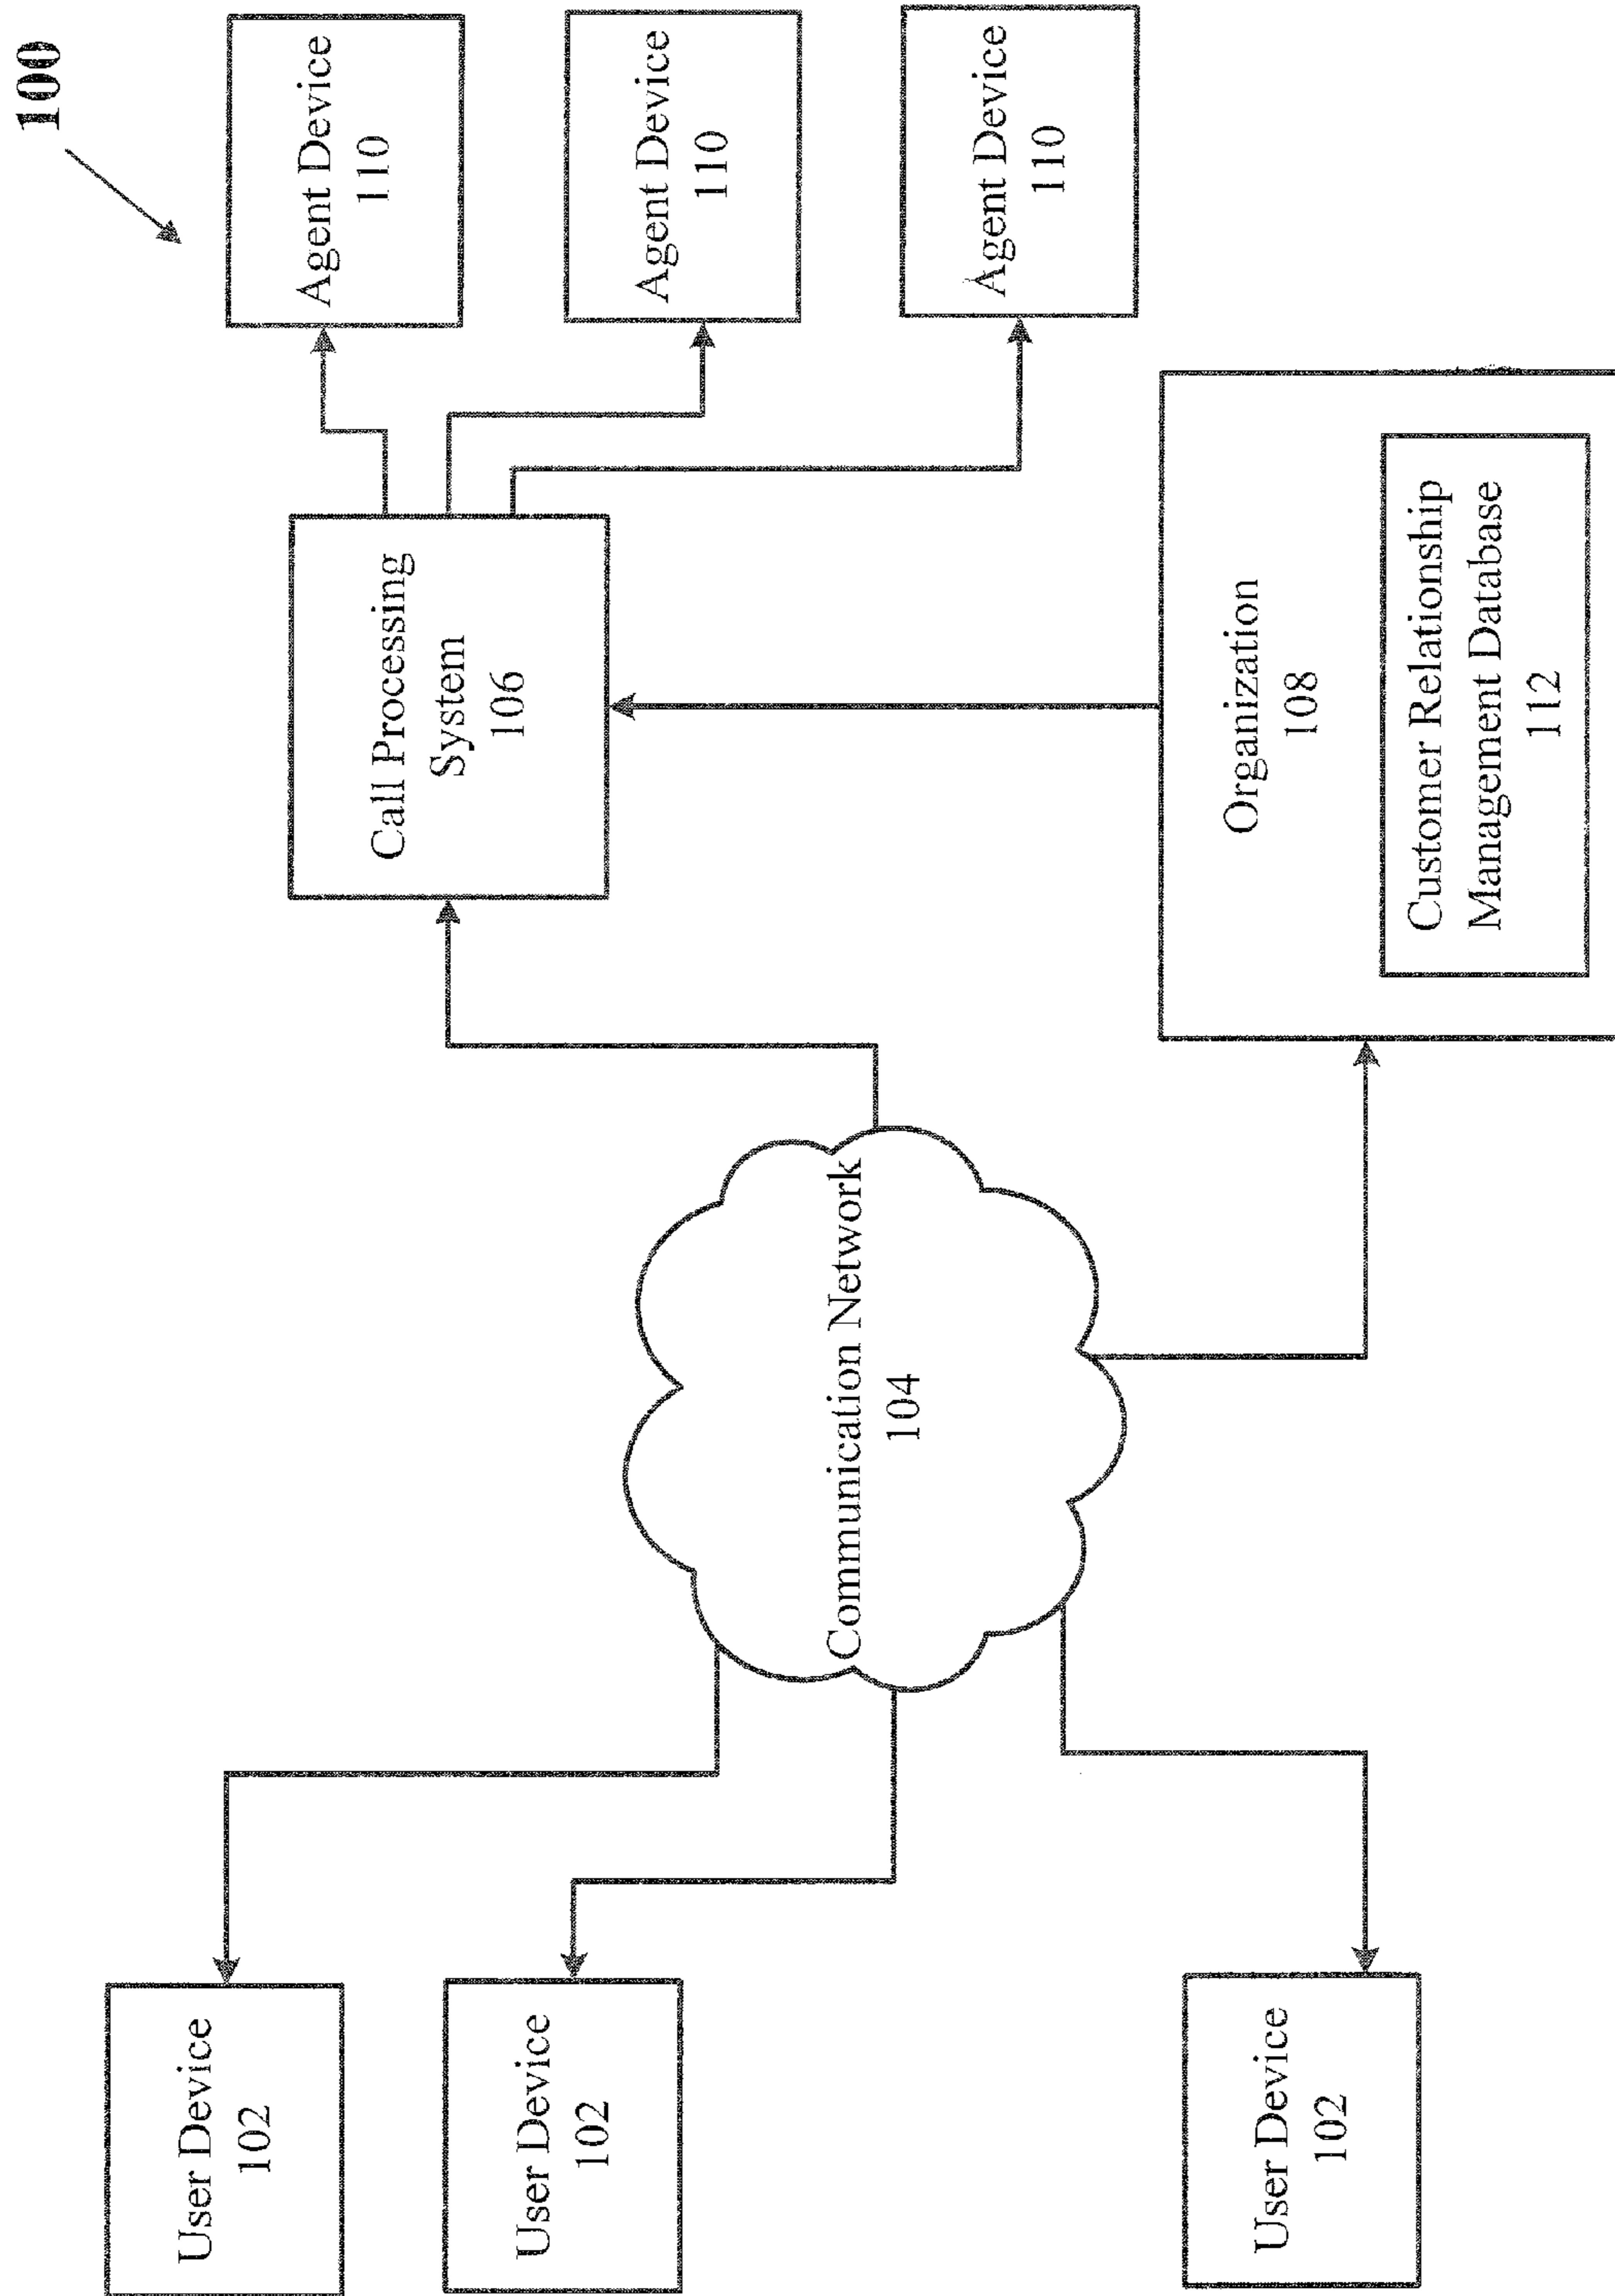 100
User Device
102
User Device
102
User Device
102
Communication Network
104
Call Processing
System
106
Agent Device
110
Agent Device
110
Agent Device
110
Organization
108
Customer Relationship
Management Database
112